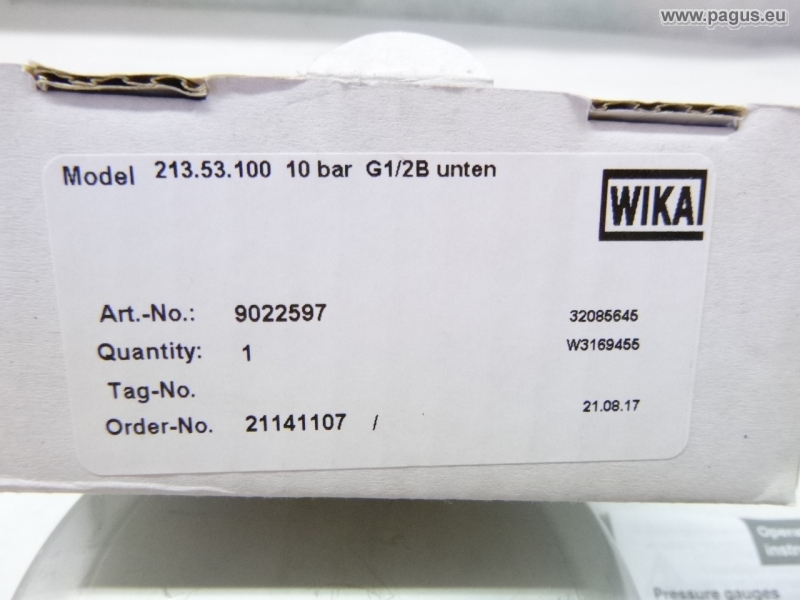 www.pagus.eu
Model 213.53.100 10 bar G1/2B unten
WIKA
Art.-No.: 9022597 32085645
Quantity: 1 W3169455
Tag-No.
21.08.17
Order-No. 21141107 /
Pressure gauges